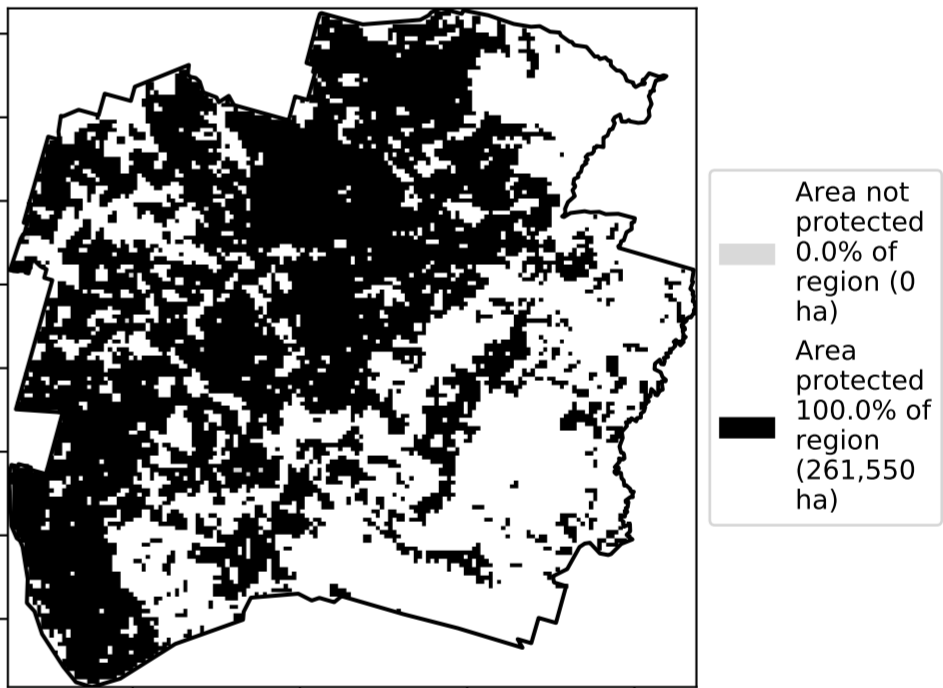 Area not
protected
0.0% of
region (0
ha)
Area
protected
100.0% of
region
(261,550
ha)